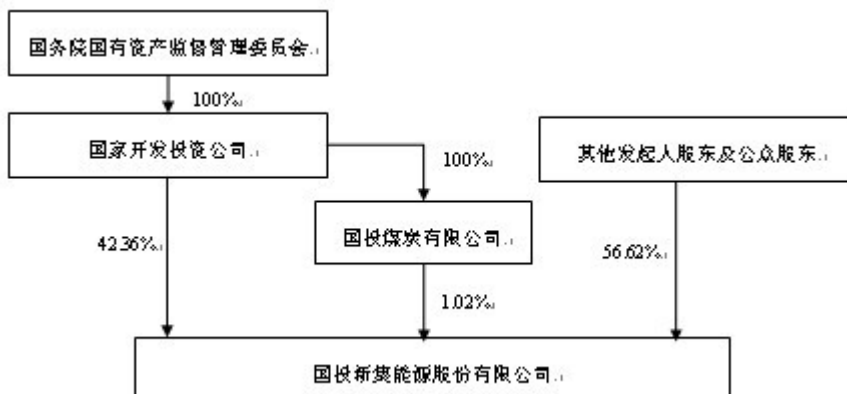 国务院国有资产监督管理委员会
100%
国家开发投资公司
其他发起人股东及公众股东
100%
国投煤炭有限公司
42.36%
56.62%
1.02%
国投新集能源股份有限公司